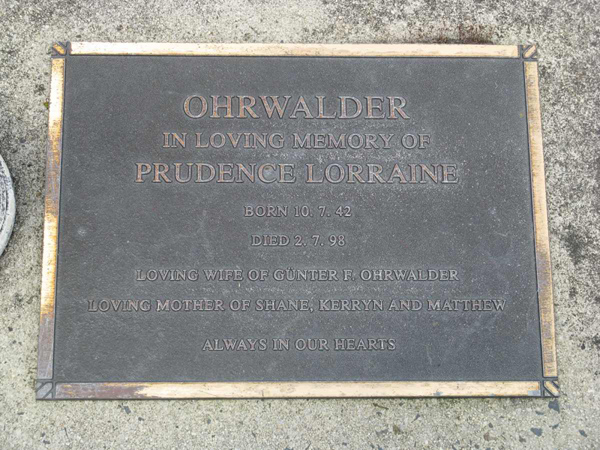 OHRWALDER
IN LOVING MEMORY OF
PRUDENCE LORRAINE
BORN 10. 7. 42
DIED 2. 7. 98
LOVING WIFE OF GÜNTER F. OHRWALDER
LOVING MOTHER OF SHANE, KERRYN AND MATTHEW
ALWAYS IN OUR HEARTS